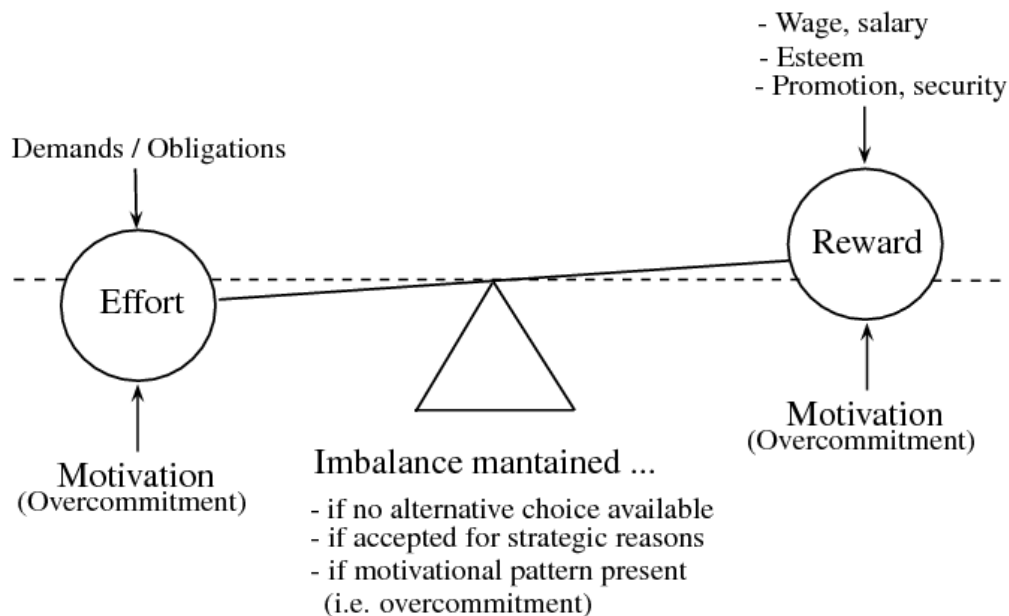 - Wage, salary
- Esteem
- Promotion, security
Demands / Obligations
Reward
Effort
Motivation
(Overcommitment)
Motivation
(Overcommitment)
Imbalance mantained ...
- if no alternative choice available
- if accepted for strategic reasons
- if motivational pattern present
(i.e. overcommitment)